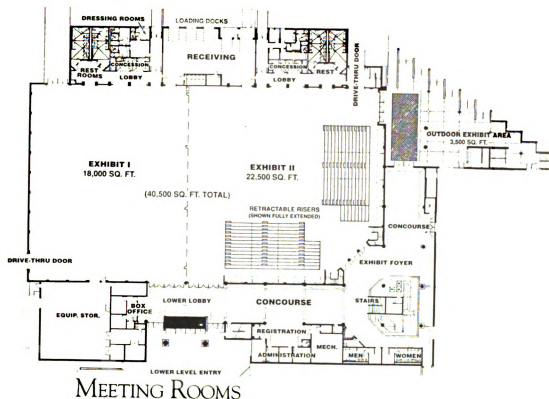 DRESSING ROOMS
LOADING DOCKS
RECEIVING
REST
ROOMS
CONCESSION
LOBBY
CONCESSION
REST
LOBBY
DRIVE-THRU DOOR
OUTDOOR EXHIBIT AREA
3,500 SQ. FT.
EXHIBIT I
18,000 SQ. FT.
EXHIBIT II
22,500 SQ. FT.
(40,500 SQ. FT. TOTAL)
RETRACTABLE RISERS
(SHOWN FULLY EXTENDED)
CONCOURSE
EXHIBIT FOYER
DRIVE-THRU DOOR
LOWER LOBBY
CONCOURSE
STAIRS
EQUIP. STOR.
BOX
OFFICE
REGISTRATION
MECH.
ADMINISTRATION
MEN
WOMEN
LOWER LEVEL ENTRY
MEETING ROOMS